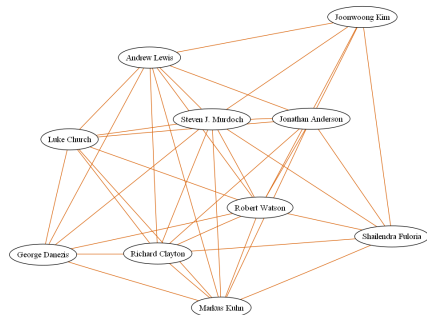 Joonwoong Kim
Andrew Lewis
Steven J. Murdoch
Jonathan Anderson
Luke Church
Robert Watson
Shailendra Fuloria
George Danezis
Richard Clayton
Markus Kuhn